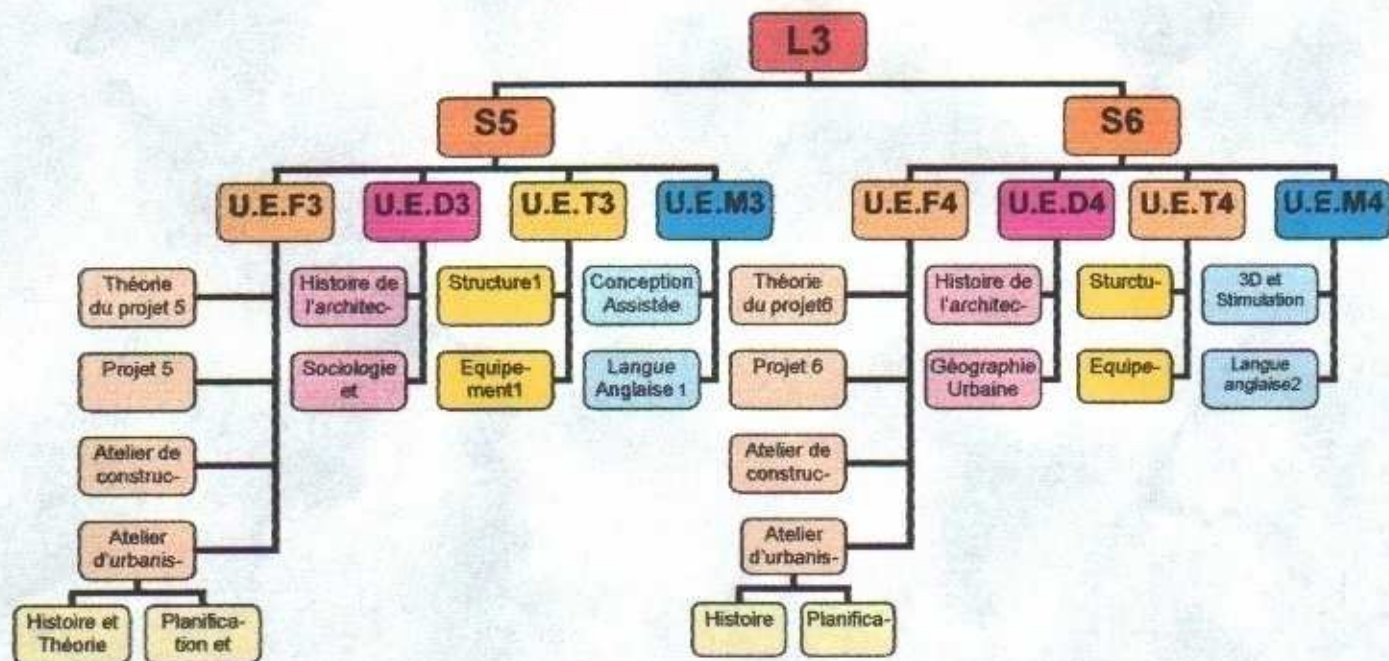 L3
S5
S6
U.E.F3
U.E.D3
U.E.T3
U.E.M3
U.E.F4
U.E.D4
U.E.T4
U.E.M4
Théorie
du projet 5
Projet 5
Atelier de
construc-
Atelier
d'urbanis-
Histoire et
Théorie
Planifica-
tion et
Histoire de
l'architec-
Sociologie
et
Structure1
Equipe-
ment1
Conception
Assistée
Langue
Anglaise 1
Théorie
du projet6
Projet 6
Atelier de
construc-
Atelier
d'urbanis-
Histoire
Planifica-
Histoire de
l'architec-
Géographie
Urbaine
Sturctu-
Equipe-
3D et
Stimulation
Langue
anglaise2